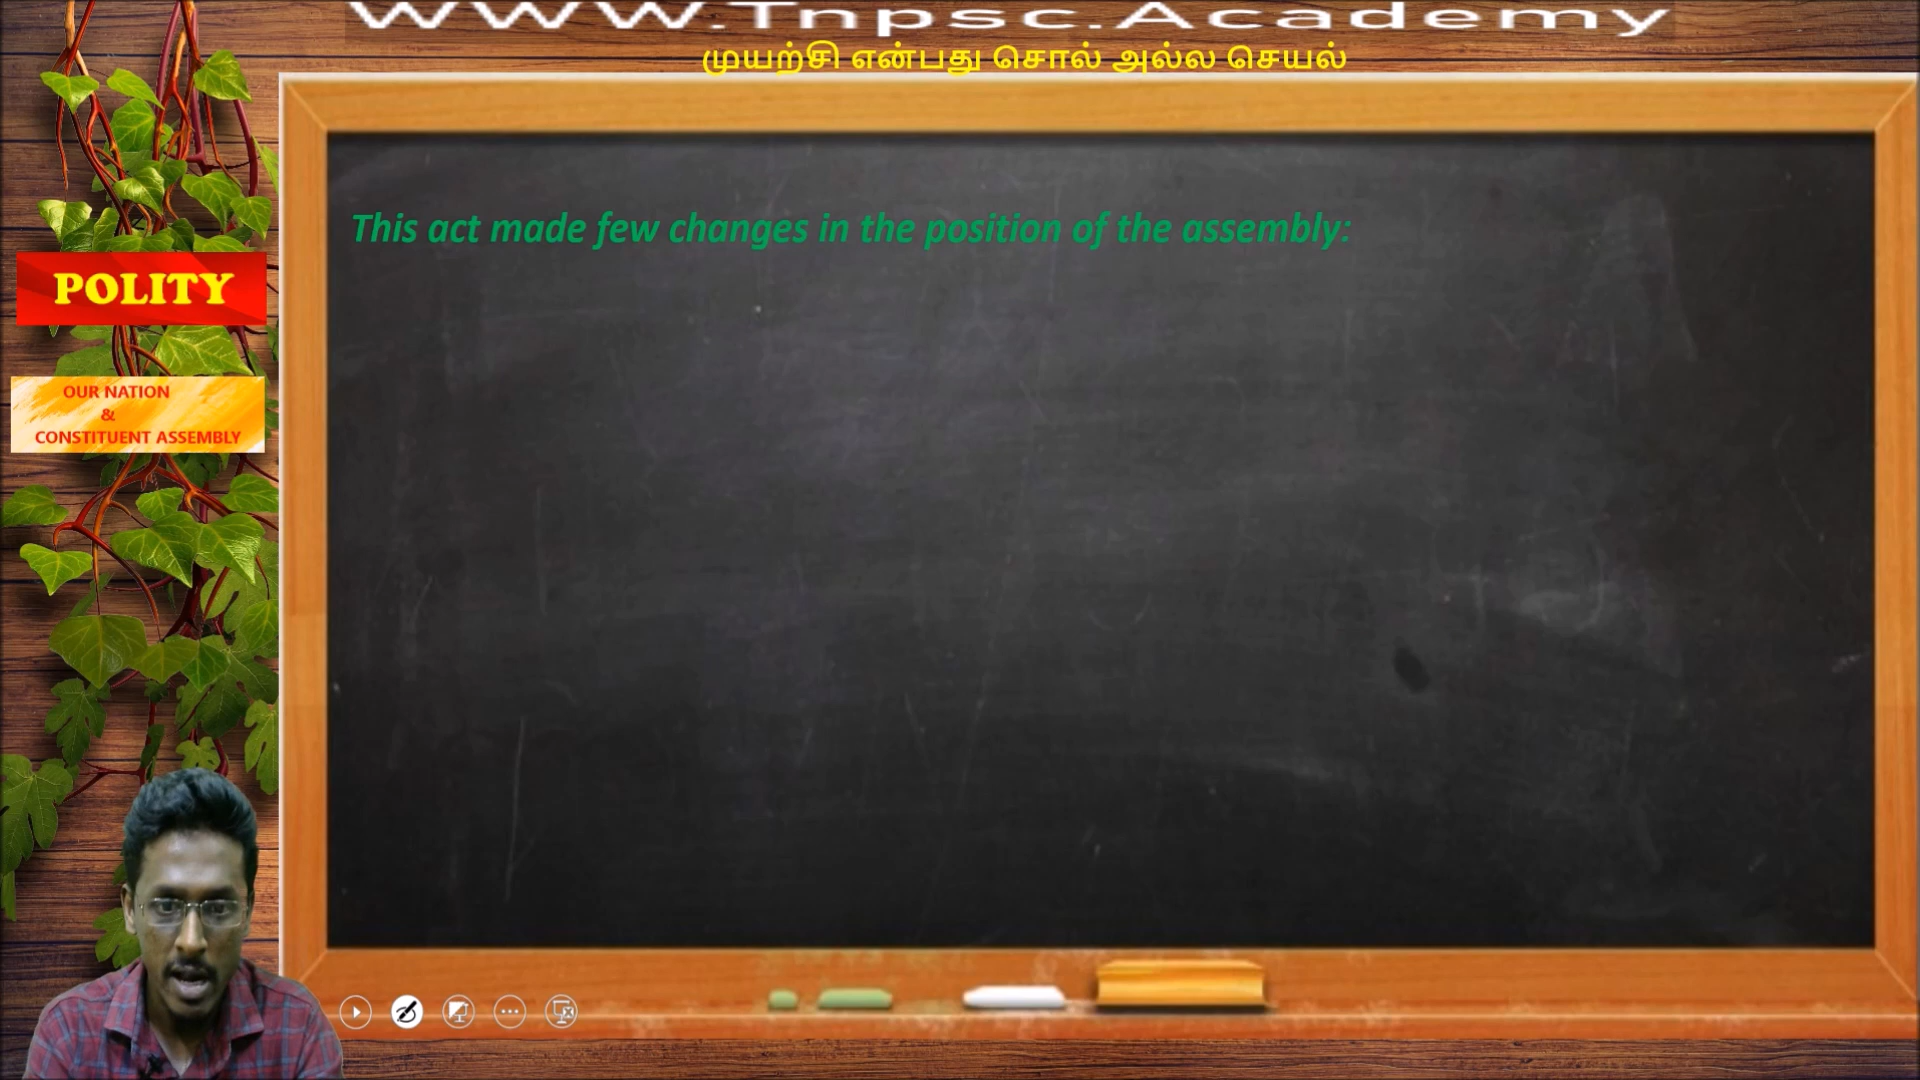 WWW.Tnpsc.Academy
முயற்சி என்பது சொல் அல்ல செயல்
This act made few changes in the position of the assembly:
POLITY
OUR NATION
&
CONSTITUENT ASSEMBLY